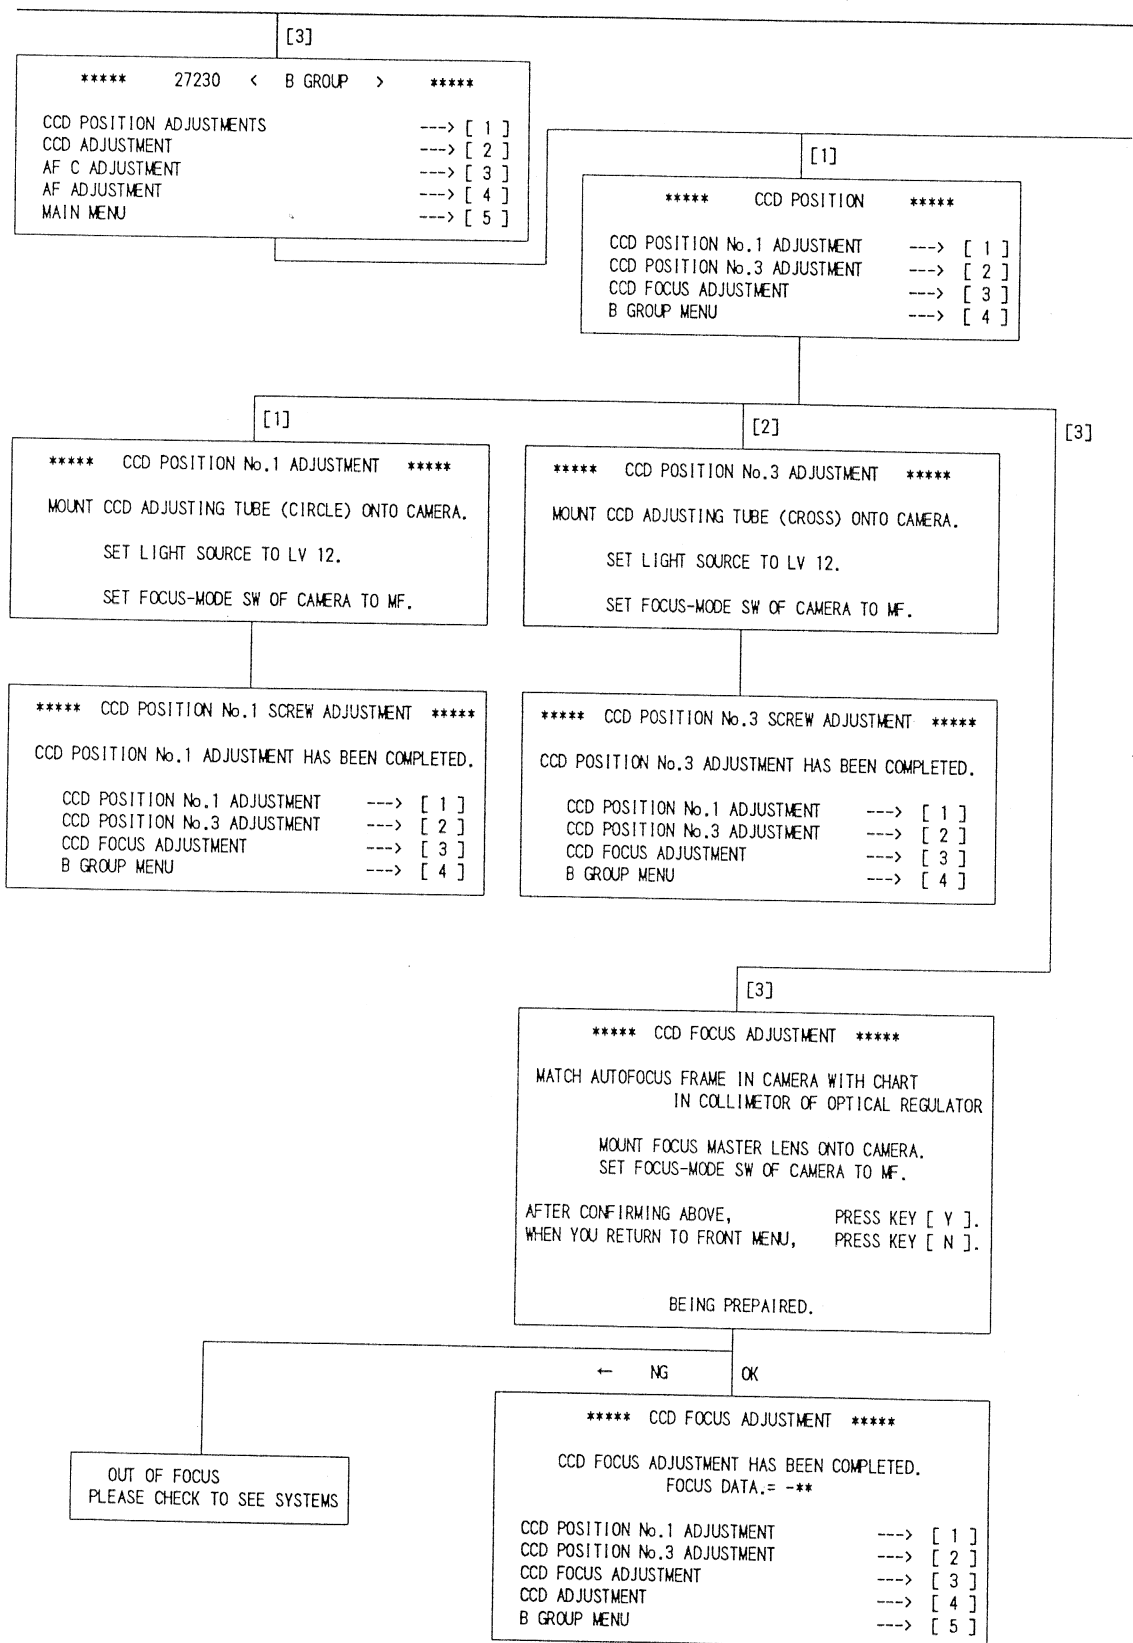 [3]
***** 27230 < B GROUP > *****
CCD POSITION ADJUSTMENTS ---> [ 1 ]
CCD ADJUSTMENT ---> [ 2 ]
AF C ADJUSTMENT ---> [ 3 ]
AF ADJUSTMENT ---> [ 4 ]
MAIN MENU ---> [ 5 ]
[1]
***** CCD POSITION *****
CCD POSITION No.1 ADJUSTMENT ---> [ 1 ]
CCD POSITION No.3 ADJUSTMENT ---> [ 2 ]
CCD FOCUS ADJUSTMENT ---> [ 3 ]
B GROUP MENU ---> [ 4 ]
[1]
***** CCD POSITION No.1 ADJUSTMENT *****
MOUNT CCD ADJUSTING TUBE (CIRCLE) ONTO CAMERA.
SET LIGHT SOURCE TO LV 12.
SET FOCUS-MODE SW OF CAMERA TO MF.
[2]
***** CCD POSITION No.3 ADJUSTMENT *****
MOUNT CCD ADJUSTING TUBE (CROSS) ONTO CAMERA.
SET LIGHT SOURCE TO LV 12.
SET FOCUS-MODE SW OF CAMERA TO MF.
[3]
***** CCD POSITION No.1 SCREW ADJUSTMENT *****
CCD POSITION No.1 ADJUSTMENT HAS BEEN COMPLETED.
CCD POSITION No.1 ADJUSTMENT ---> [ 1 ]
CCD POSITION No.3 ADJUSTMENT ---> [ 2 ]
CCD FOCUS ADJUSTMENT ---> [ 3 ]
B GROUP MENU ---> [ 4 ]
***** CCD POSITION No.3 SCREW ADJUSTMENT *****
CCD POSITION No.3 ADJUSTMENT HAS BEEN COMPLETED.
CCD POSITION No.1 ADJUSTMENT ---> [ 1 ]
CCD POSITION No.3 ADJUSTMENT ---> [ 2 ]
CCD FOCUS ADJUSTMENT ---> [ 3 ]
B GROUP MENU ---> [ 4 ]
[3]
***** CCD FOCUS ADJUSTMENT *****
MATCH AUTOFOCUS FRAME IN CAMERA WITH CHART
IN COLLIMETOR OF OPTICAL REGULATOR
MOUNT FOCUS MASTER LENS ONTO CAMERA.
SET FOCUS-MODE SW OF CAMERA TO MF.
AFTER CONFIRMING ABOVE, PRESS KEY [ Y ].
WHEN YOU RETURN TO FRONT MENU, PRESS KEY [ N ].
BEING PREPAIRED.
← NG OK
OUT OF FOCUS
PLEASE CHECK TO SEE SYSTEMS
***** CCD FOCUS ADJUSTMENT *****
CCD FOCUS ADJUSTMENT HAS BEEN COMPLETED.
FOCUS DATA.= -**
CCD POSITION No.1 ADJUSTMENT ---> [ 1 ]
CCD POSITION No.3 ADJUSTMENT ---> [ 2 ]
CCD FOCUS ADJUSTMENT ---> [ 3 ]
CCD ADJUSTMENT ---> [ 4 ]
B GROUP MENU ---> [ 5 ]